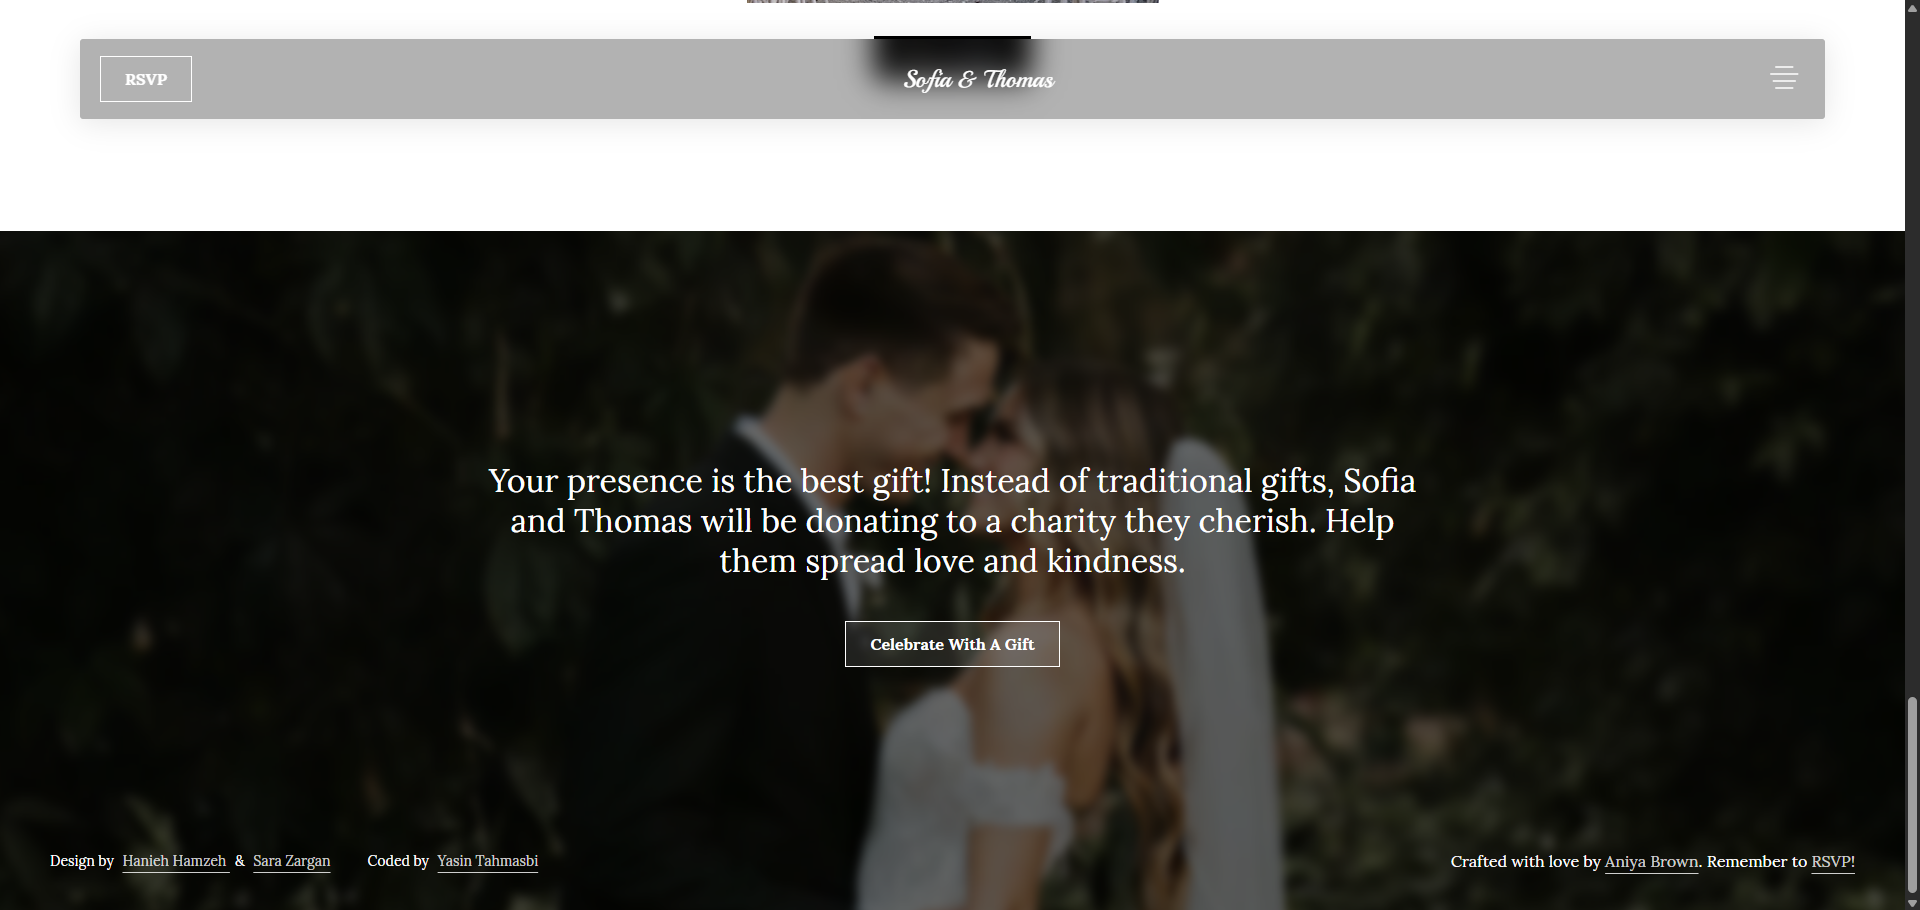 RSVP
Sofia & Thomas
Your presence is the best gift! Instead of traditional gifts, Sofia
and Thomas will be donating to a charity they cherish. Help
them spread love and kindness.
Celebrate With A Gift
Design by Hanieh Hamzeh & Sara Zargan Coded by Yasin Tahmasbi
Crafted with love by Aniya Brown. Remember to RSVP!